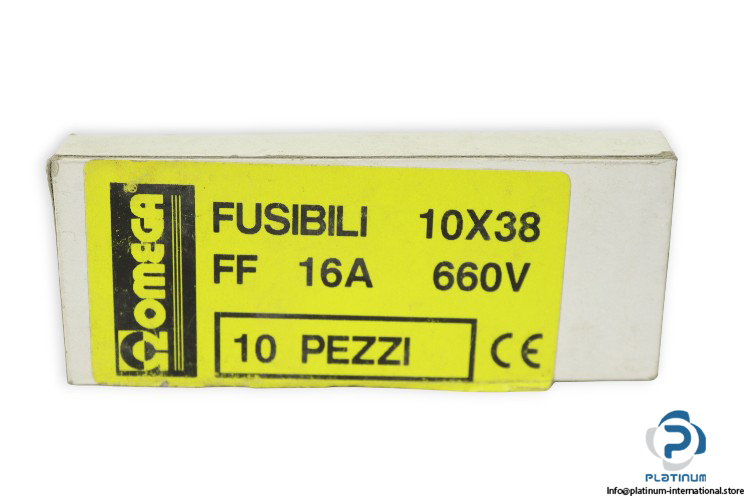 OMEGA®
FUSIBILI 10X38
FF 16A 660V
10 PEZZI CE
PLATINUM
Info@platinum-international.store